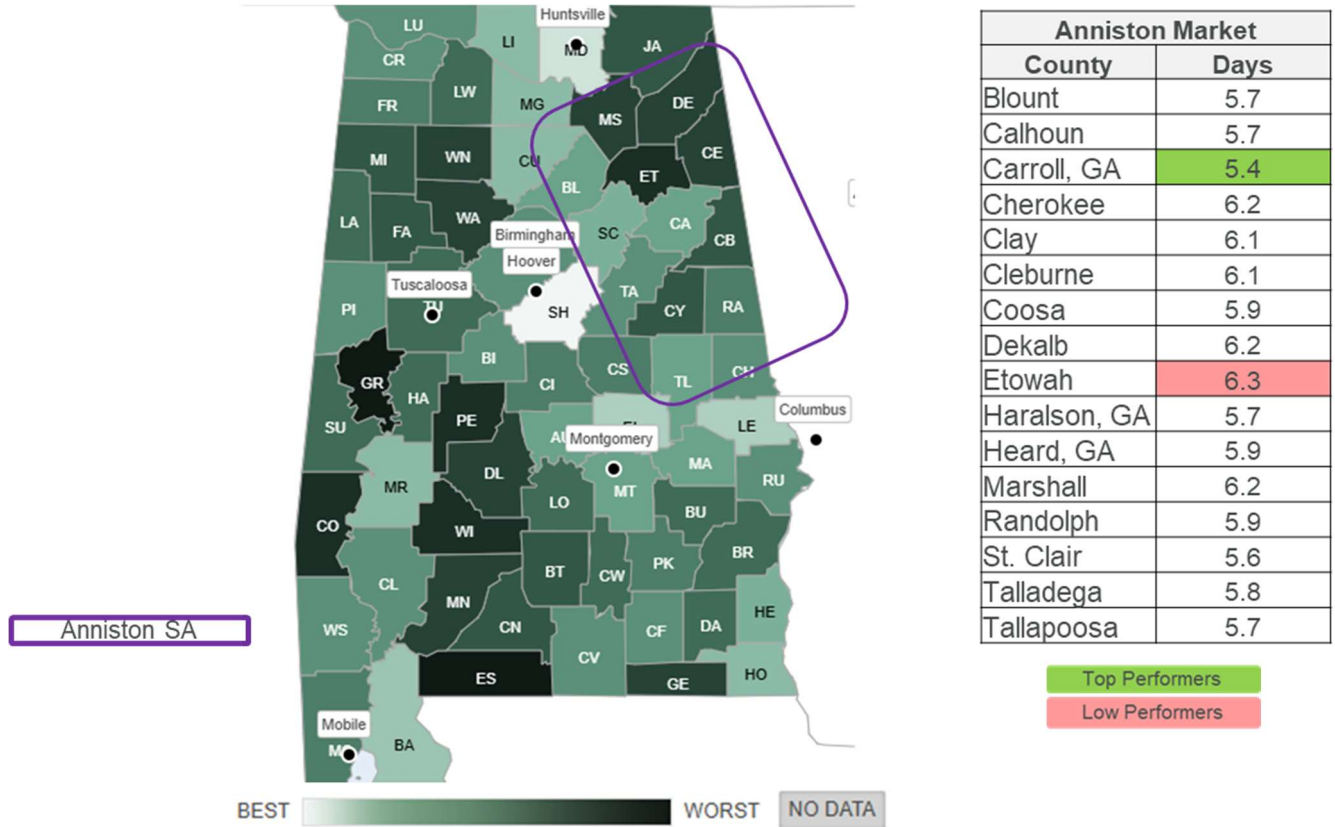 Huntsville
LU
LI
MD
JA
CR
LW
MG
DE
FR
MS
MI
WN
CU
CE
BL
ET
LA
FA
WA
SC
CA
CB
Birmingham
Hoover
Tuscaloosa
TU
PI
SH
TA
CY
RA
BI
GR
HA
CI
CS
TL
CH
SU
PE
AU
LE
Columbus
Montgomery
DL
MA
MR
LO
MT
RU
CO
WI
BU
BR
CL
BT
CW
PK
MN
HE
WS
CN
CF
DA
CV
ES
GE
HO
Mobile
BA
Anniston SA
BEST
WORST
NO DATA
Anniston Market
County Days
Blount 5.7
Calhoun 5.7
Carroll, GA 5.4
Cherokee 6.2
Clay 6.1
Cleburne 6.1
Coosa 5.9
Dekalb 6.2
Etowah 6.3
Haralson, GA 5.7
Heard, GA 5.9
Marshall 6.2
Randolph 5.9
St. Clair 5.6
Talladega 5.8
Tallapoosa 5.7
Top Performers
Low Performers